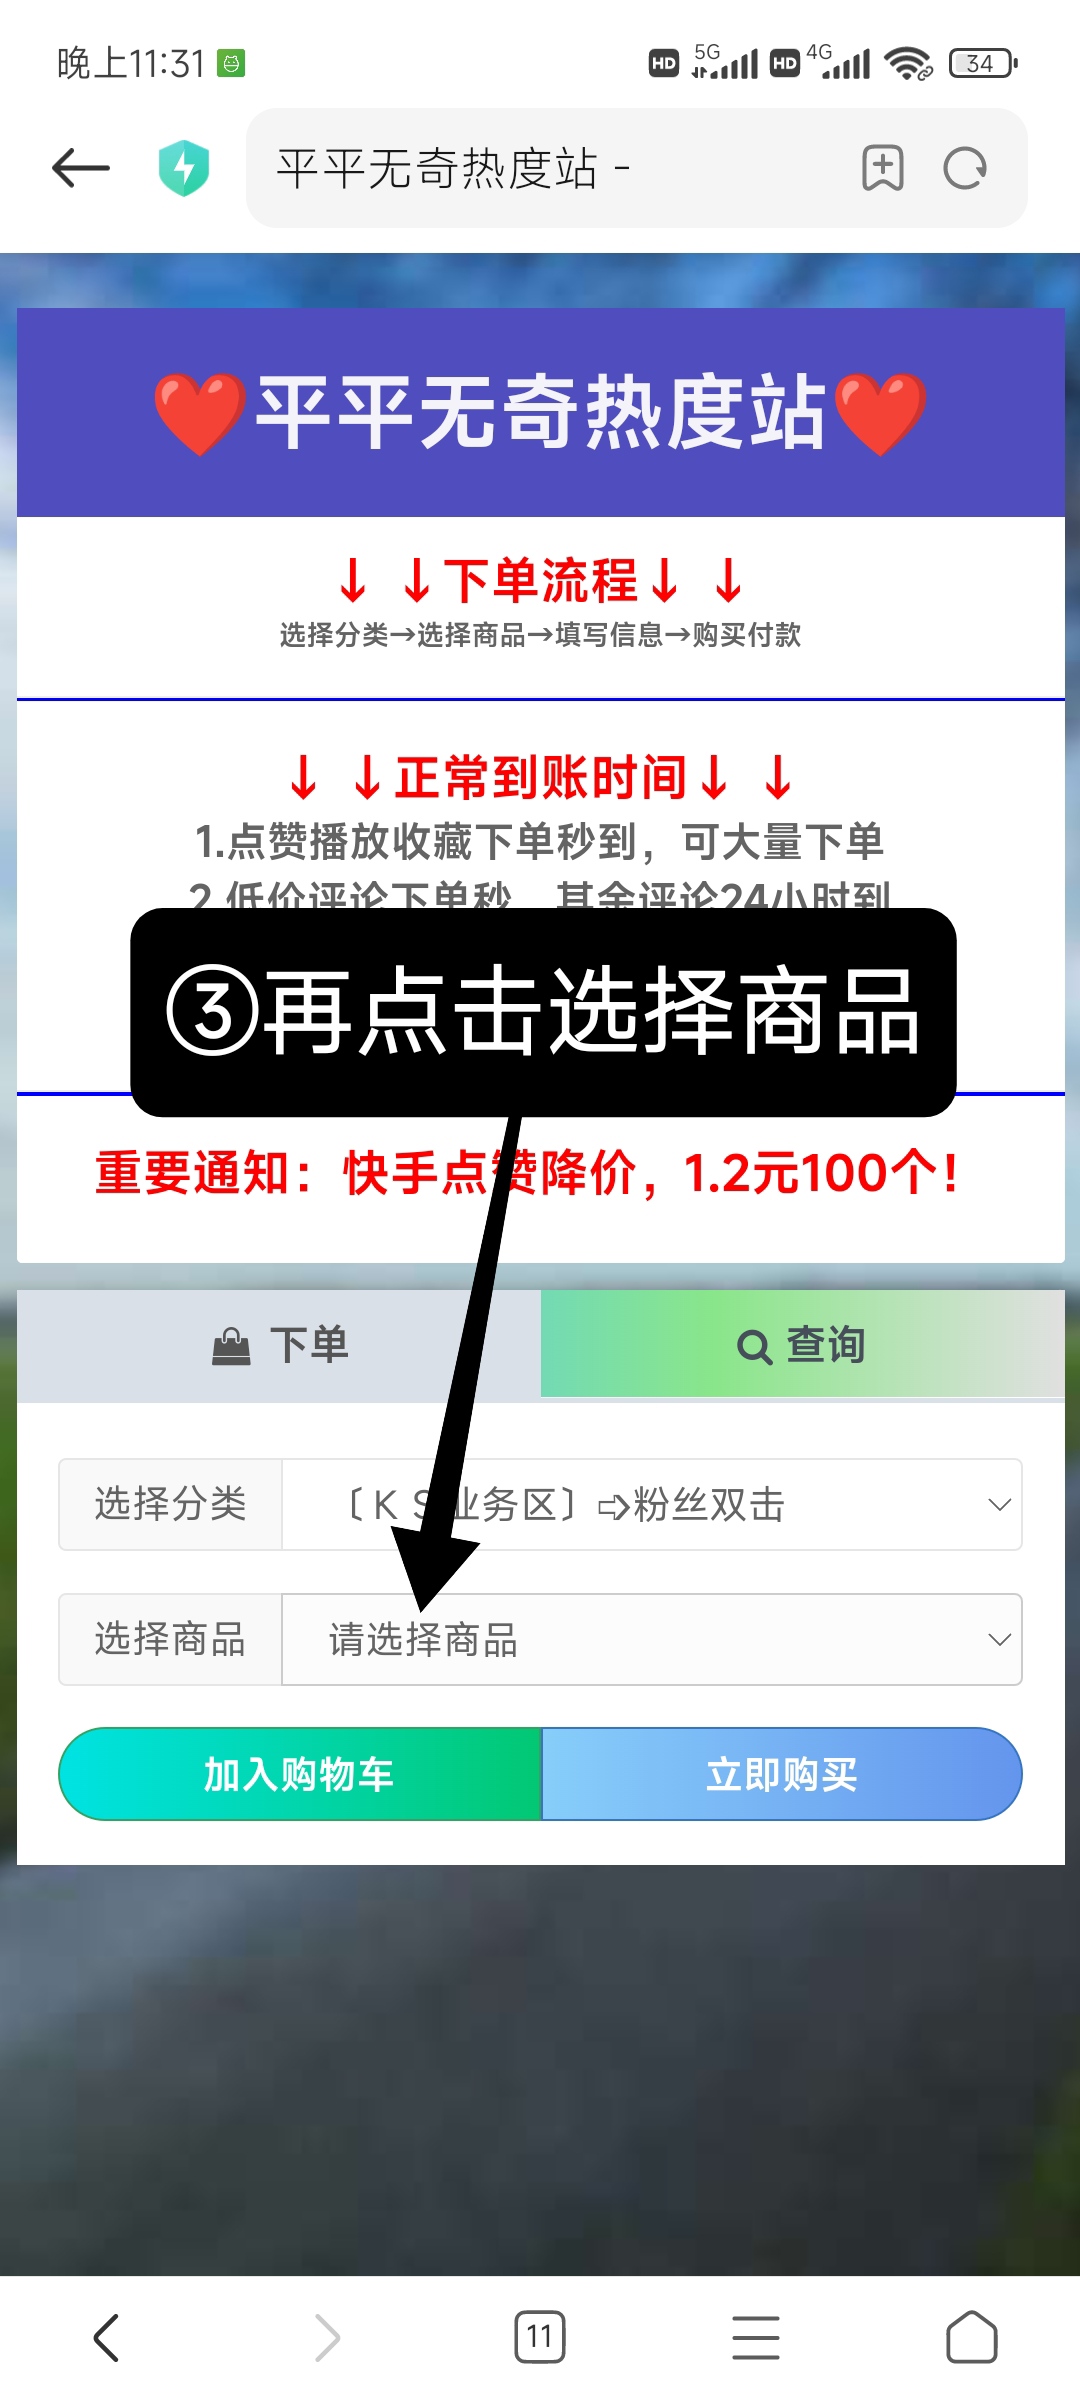 晚上11:31
HD 5G HD 4G 34
平平无奇热度站 -
❤️平平无奇热度站❤️
↓ ↓下单流程↓ ↓
选择分类→选择商品→填写信息→购买付款
↓ ↓正常到账时间↓ ↓
1.点赞播放收藏下单秒到，可大量下单
2.低价评论下单秒 其余评论24小时到
③再点击选择商品
重要通知：快手点赞降价，1.2元100个！
下单 查询
选择分类 〔K S业务区〕➩粉丝双击
选择商品 请选择商品
加入购物车 立即购买
11